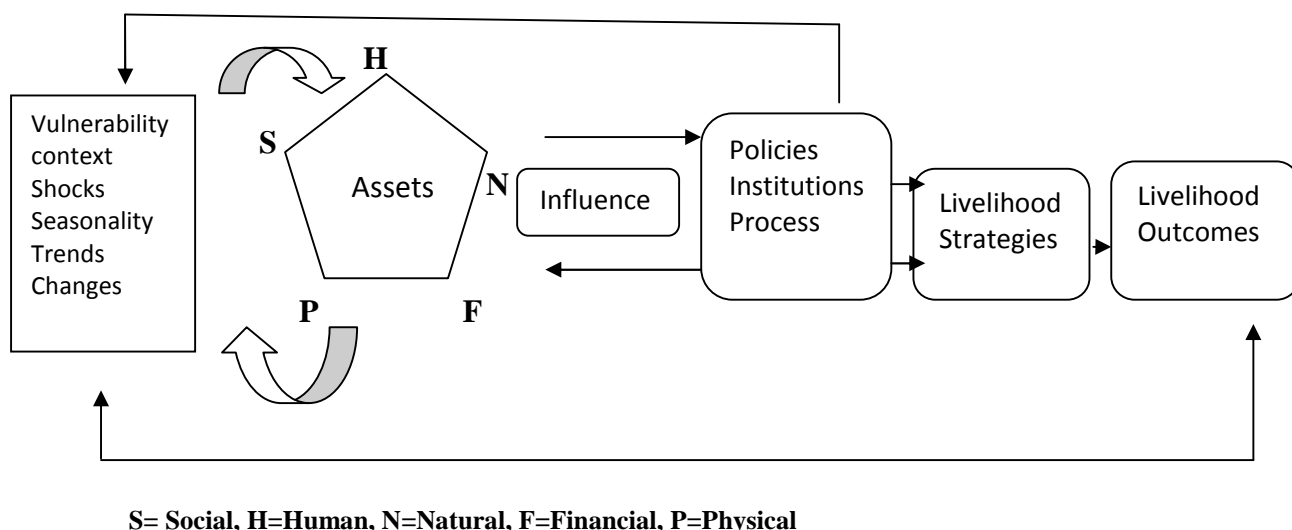 Vulnerability
context
Shocks
Seasonality
Trends
Changes
H
S
Assets
N
P
F
Influence
Policies
Institutions
Process
Livelihood
Strategies
Livelihood
Outcomes
S= Social, H=Human, N=Natural, F=Financial, P=Physical